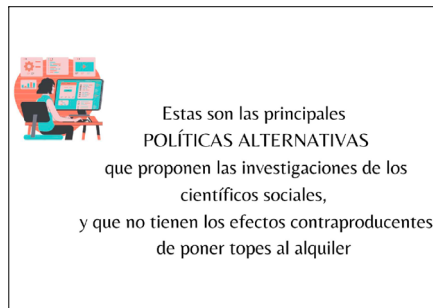 Estas son las principales
POLÍTICAS ALTERNATIVAS
que proponen las investigaciones de los
científicos sociales,
y que no tienen los efectos contraproducentes
de poner topes al alquiler